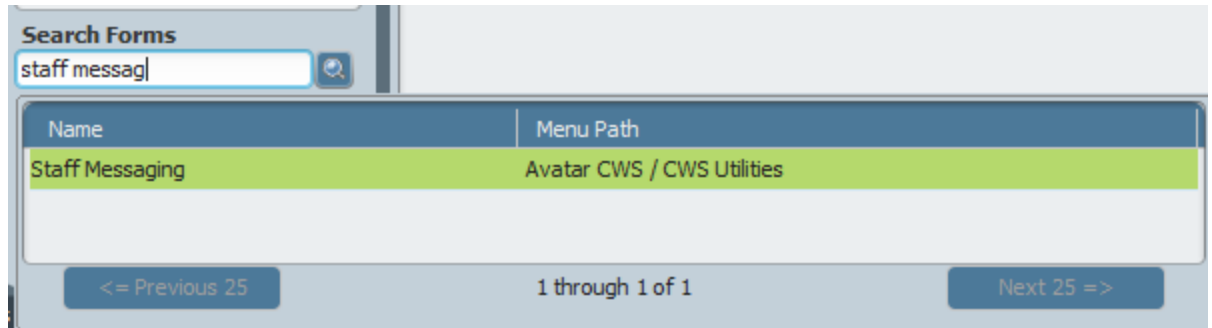 Search Forms
staff messag
Name Menu Path
Staff Messaging Avatar CWS / CWS Utilities
<= Previous 25 1 through 1 of 1 Next 25 =>